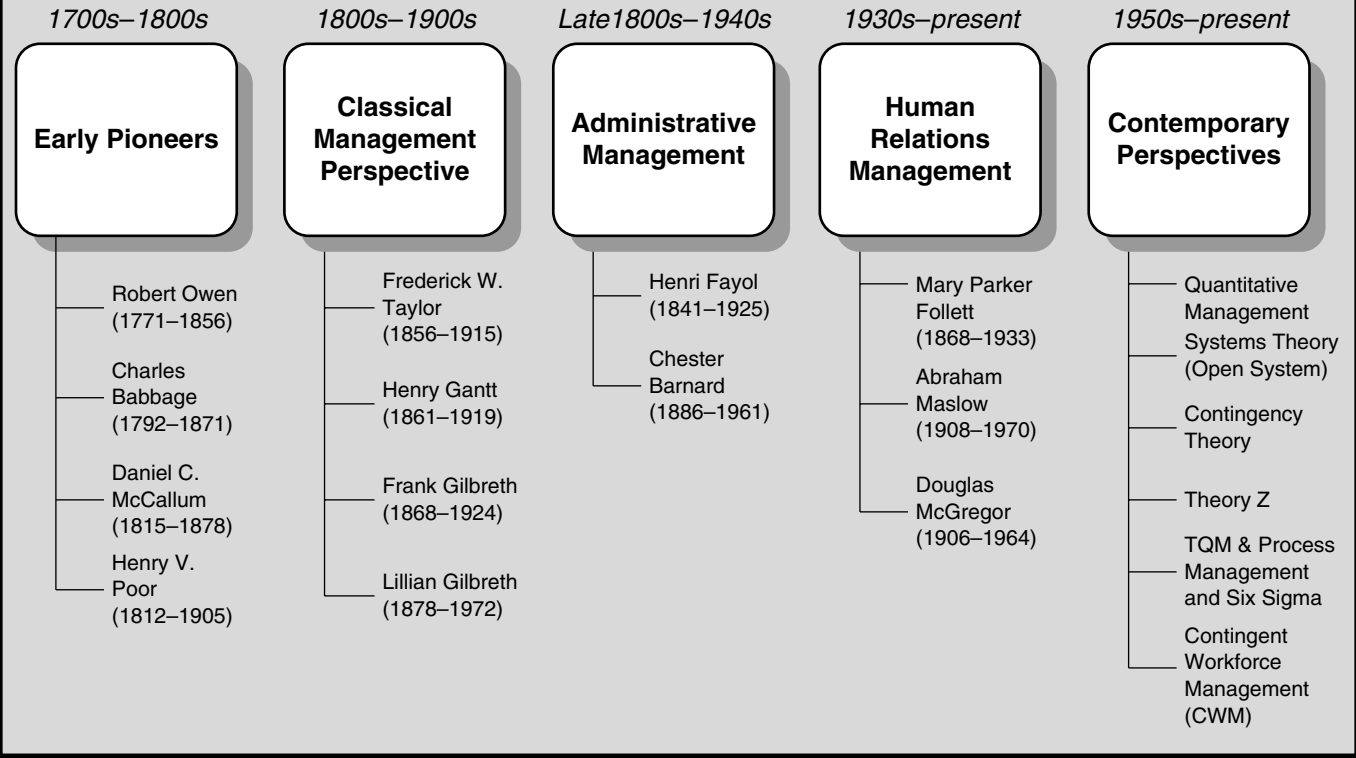 1700s–1800s
Early Pioneers
Robert Owen
(1771–1856)
Charles
Babbage
(1792–1871)
Daniel C.
McCallum
(1815–1878)
Henry V.
Poor
(1812–1905)
1800s–1900s
Classical
Management
Perspective
Frederick W.
Taylor
(1856–1915)
Henry Gantt
(1861–1919)
Frank Gilbreth
(1868–1924)
Lillian Gilbreth
(1878–1972)
Late1800s–1940s
Administrative
Management
Henri Fayol
(1841–1925)
Chester
Barnard
(1886–1961)
1930s–present
Human
Relations
Management
Mary Parker
Follett
(1868–1933)
Abraham
Maslow
(1908–1970)
Douglas
McGregor
(1906–1964)
1950s–present
Contemporary
Perspectives
Quantitative
Management
Systems Theory
(Open System)
Contingency
Theory
Theory Z
TQM & Process
Management
and Six Sigma
Contingent
Workforce
Management
(CWM)